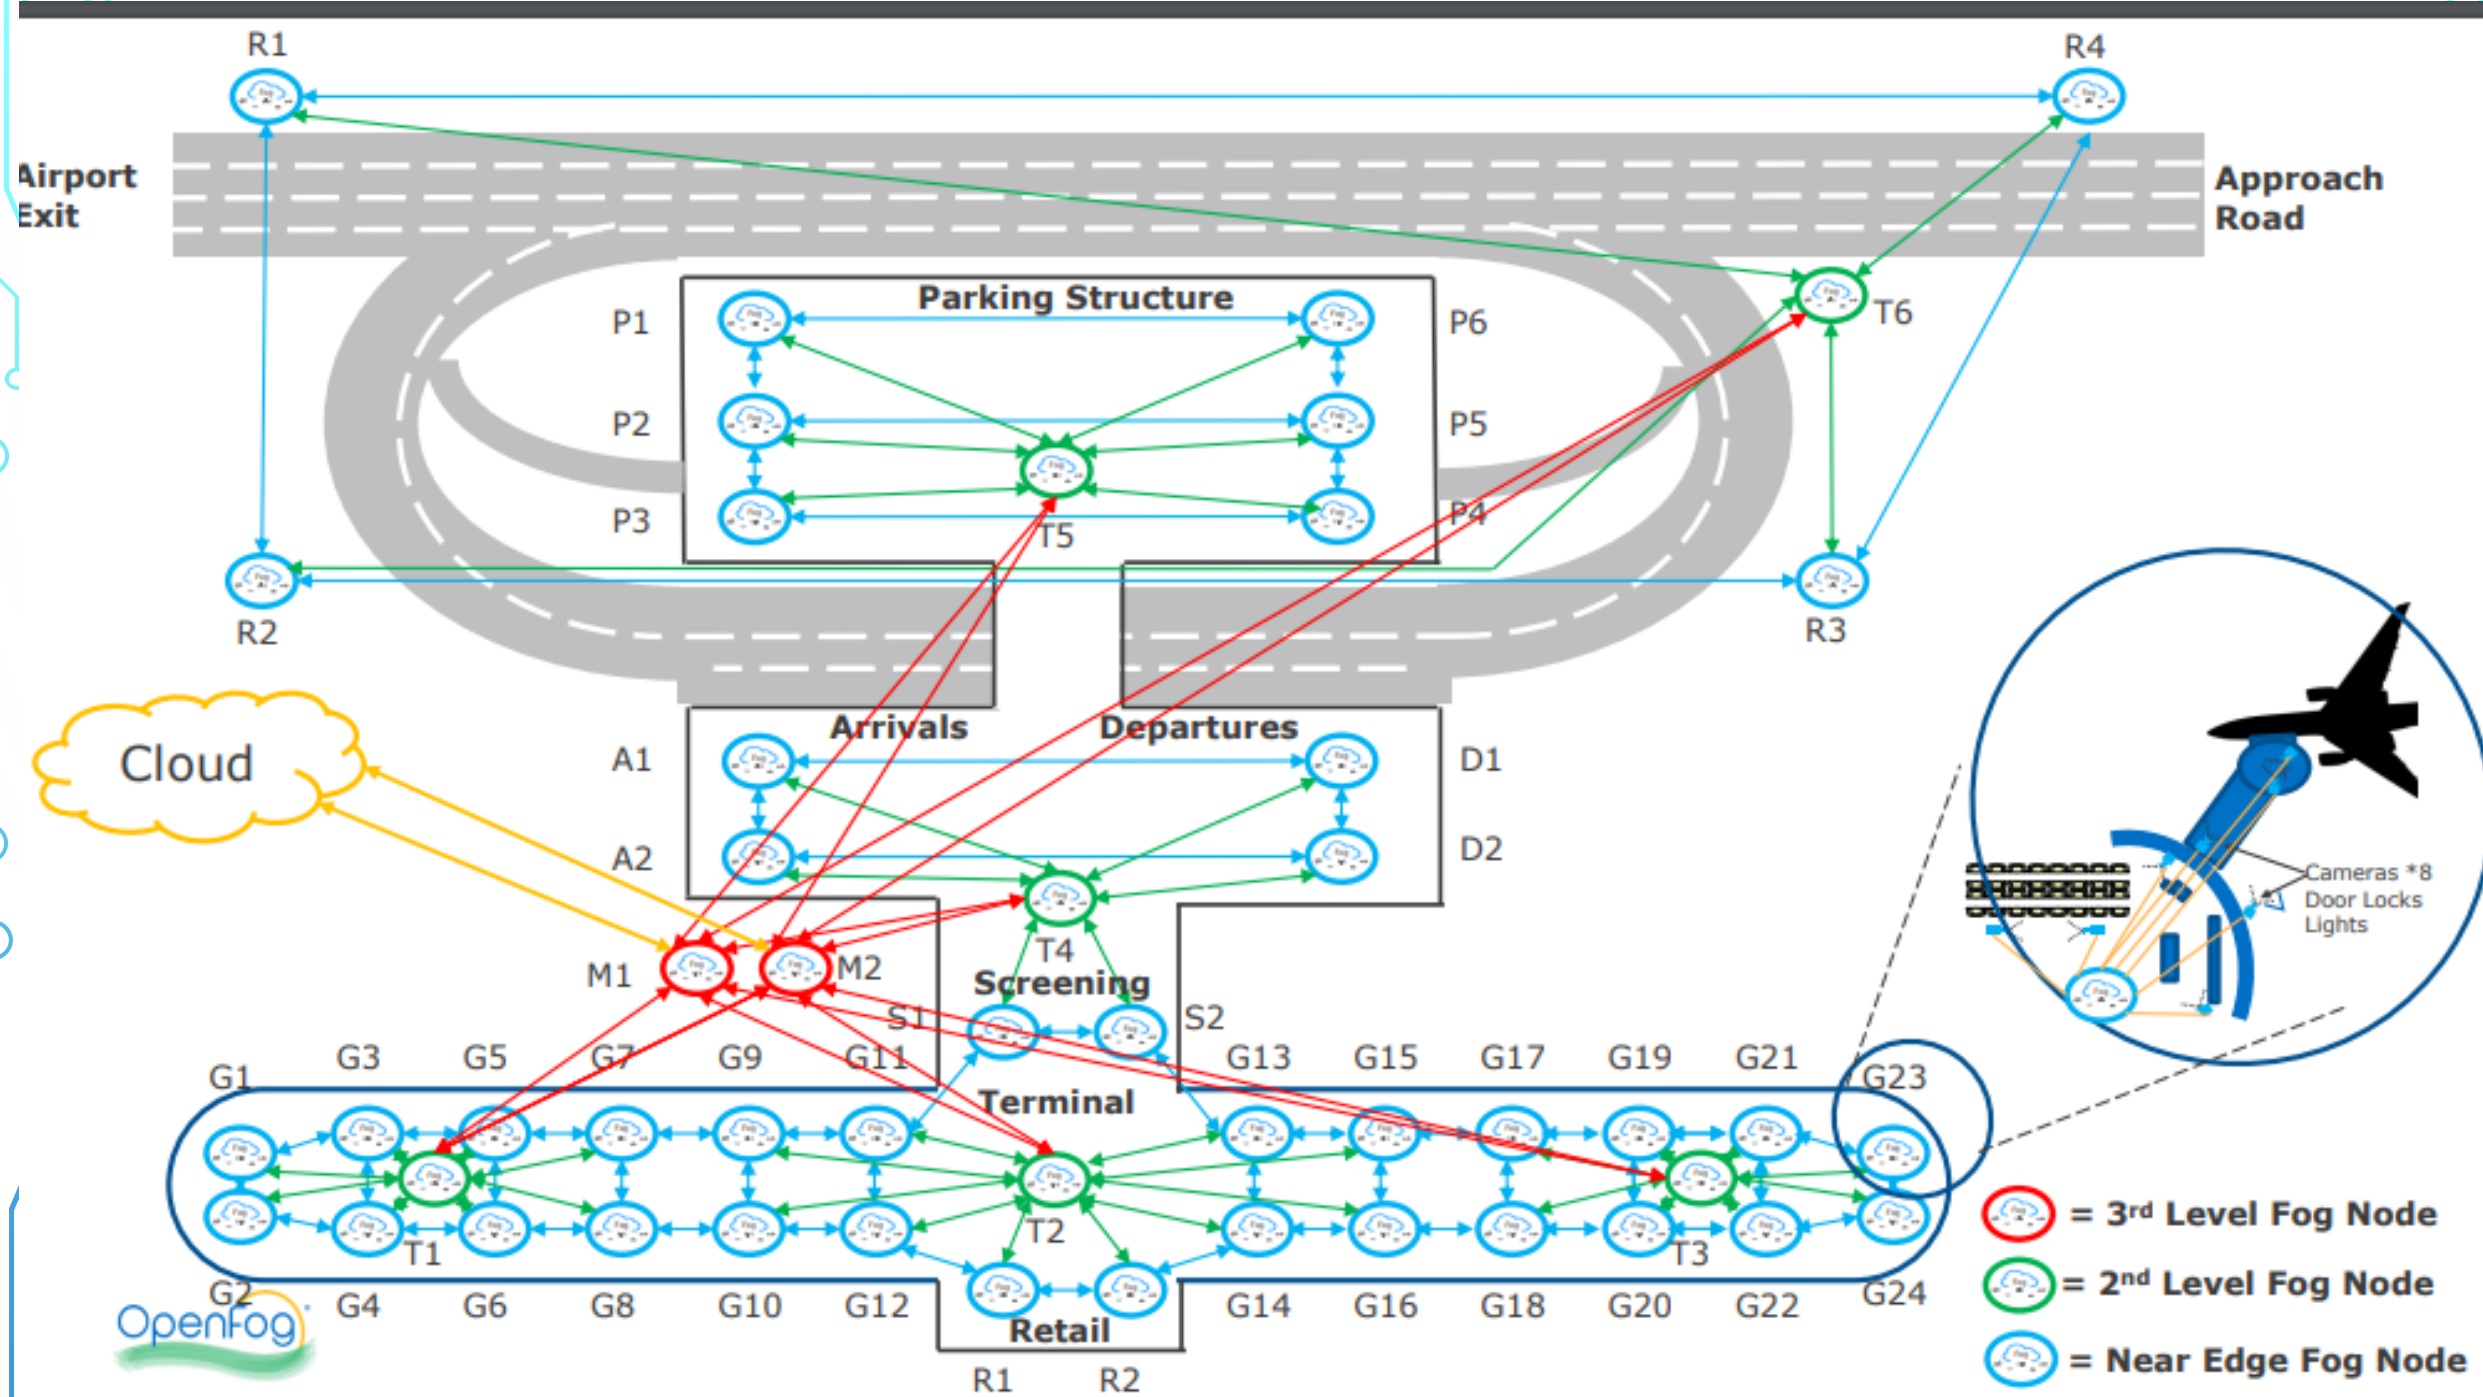 R1
R4
Airport
Exit
Approach
Road
Parking Structure
P1
P6
T6
P2
P5
P3
P4
T5
R2
R3
Arrivals
Departures
Cloud
A1
D1
A2
D2
Cameras *8
Door Locks
Lights
T4
M1
M2
Screening
S1
S2
G1
G3
G5
G7
G9
G11
G13
G15
G17
G19
G21
G23
Terminal
T1
T2
T3
G2
G4
G6
G8
G10
G12
G14
G16
G18
G20
G22
G24
OpenFog
Retail
R1
R2
= 3rd Level Fog Node
= 2nd Level Fog Node
= Near Edge Fog Node